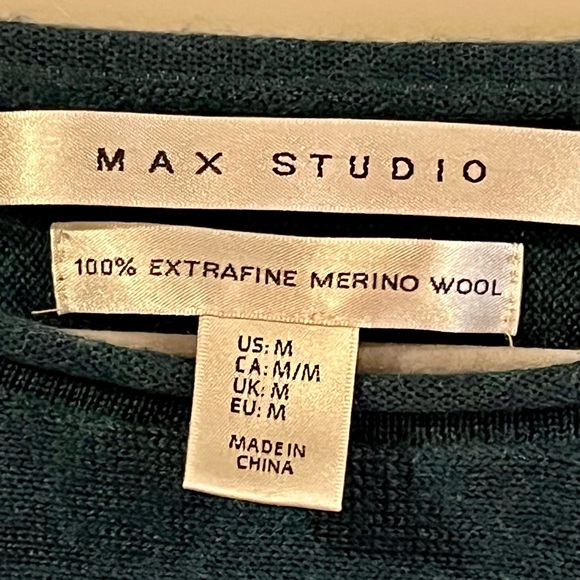 MAX STUDIO
100% EXTRAFINE MERINO WOOL
US: M
CA: M/M
UK: M
EU: M
MADE IN
CHINA